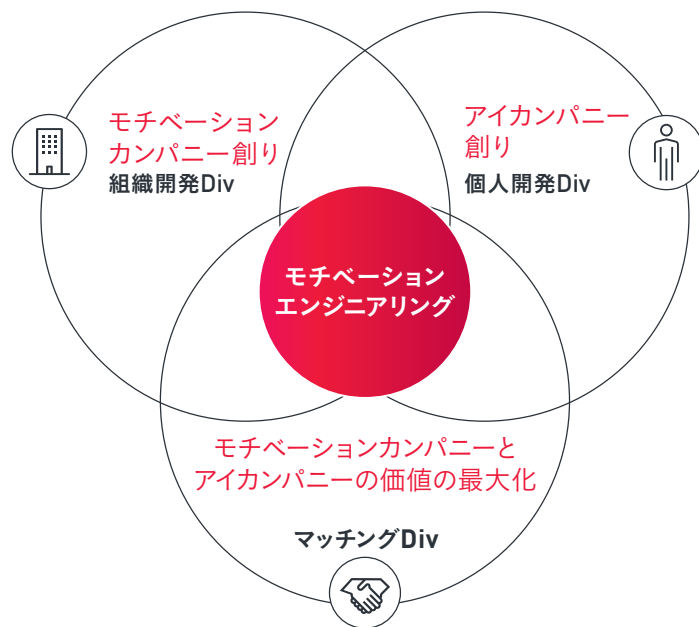 モチベーション
カンパニー創り
組織開発Div
アイカンパニー
創り
個人開発Div
モチベーション
エンジニアリング
モチベーションカンパニーと
アイカンパニーの価値の最大化
マッチングDiv